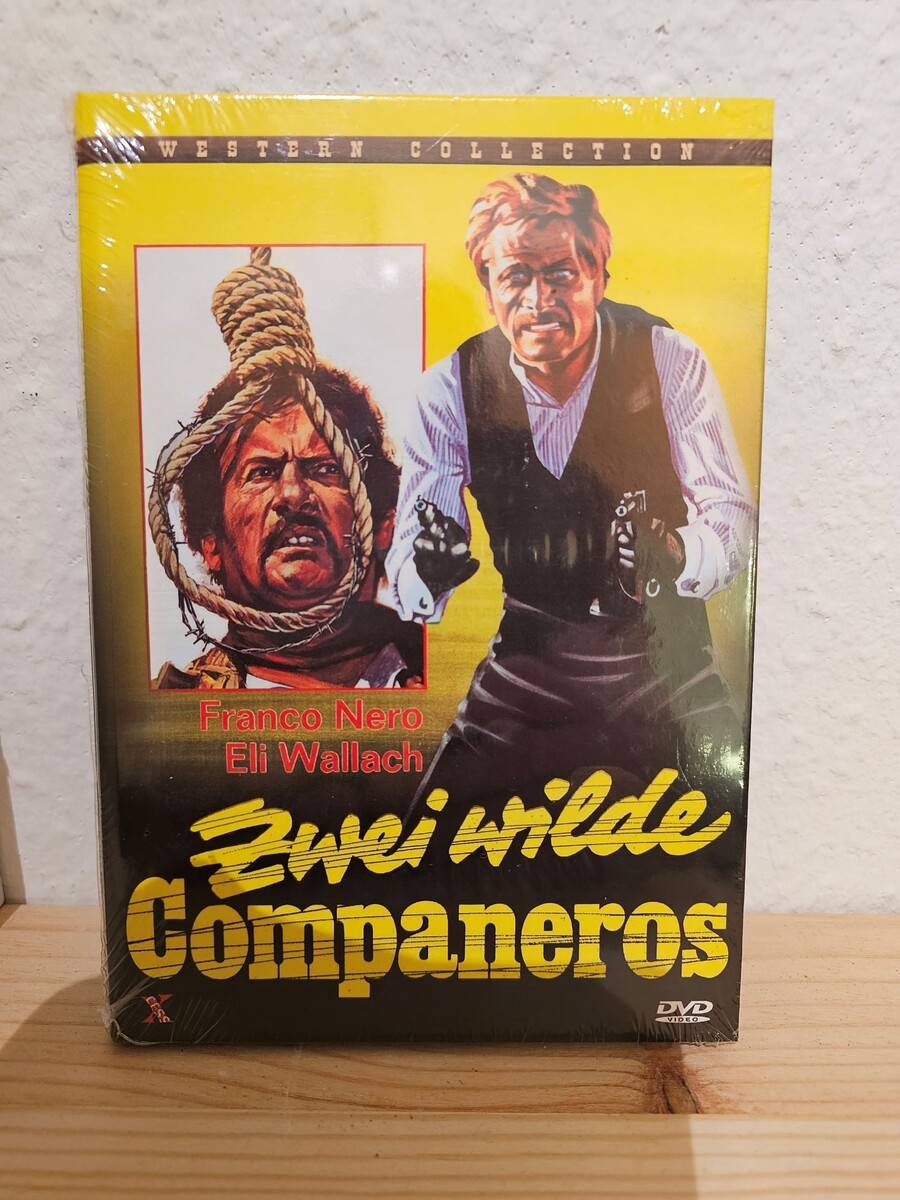 WESTERN COLLECTION
Franco Nero
Eli Wallach
Zwei wilde
Companeros
DVD
VIDEO